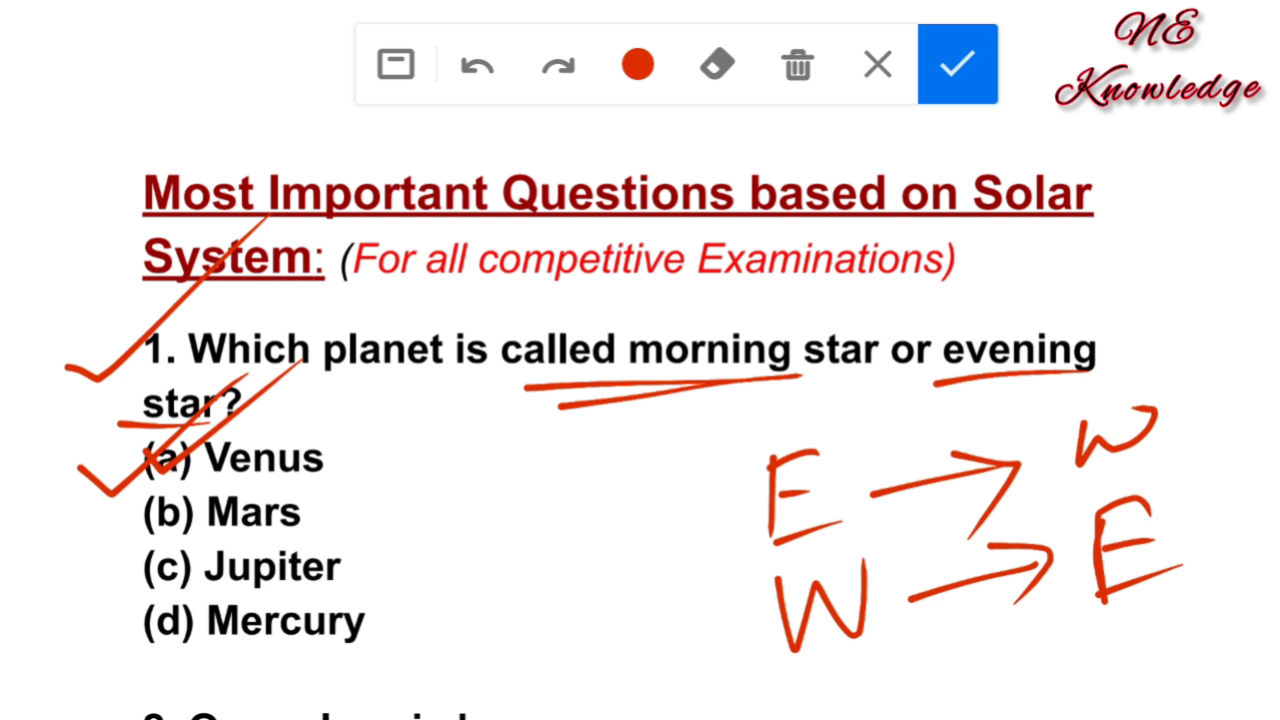 NE
Knowledge
Most Important Questions based on Solar
System: (For all competitive Examinations)
1. Which planet is called morning star or evening
star?
(a) Venus
(b) Mars
(c) Jupiter
(d) Mercury
E → W
W → E